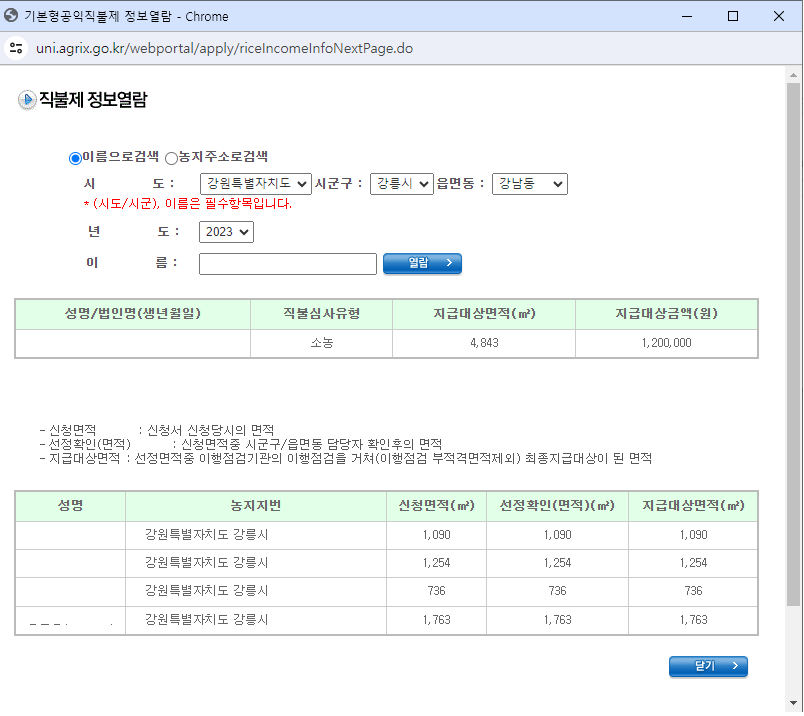 기본형공익직불제 정보열람 - Chrome
uni.agrix.go.kr/webportal/apply/riceIncomeInfoNextPage.do
직불제 정보열람
이름으로검색 농지주소로검색
시 도 : 강원특별자치도 시군구 : 강릉시 읍면동 : 강남동
* (시도/시군), 이름은 필수항목입니다.
년 도 : 2023
이 름 : 열람
성명/법인명(생년월일) 직불심사유형 지급대상면적(㎡) 지급대상금액(원)
소농 4,843 1,200,000
- 신청면적 : 신청서 신청당시의 면적
- 선정확인(면적) : 신청면적중 시군구/읍면동 담당자 확인후의 면적
- 지급대상면적 : 선정면적중 이행점검기관의 이행점검을 거쳐(이행점검 부적격면적제외) 최종지급대상이 된 면적
성명 농지지번 신청면적(㎡) 선정확인(면적)(㎡) 지급대상면적(㎡)
강원특별자치도 강릉시 1,090 1,090 1,090
강원특별자치도 강릉시 1,254 1,254 1,254
강원특별자치도 강릉시 736 736 736
강원특별자치도 강릉시 1,763 1,763 1,763
닫기